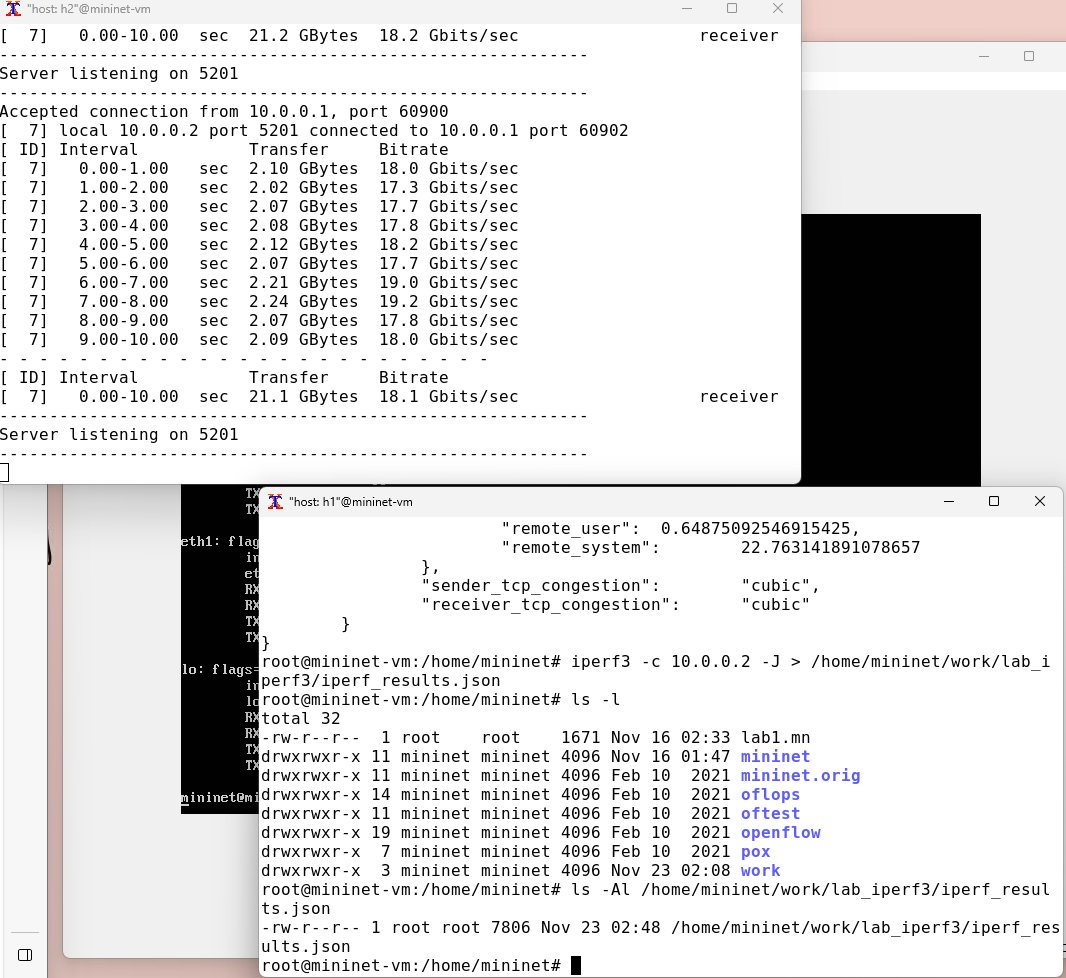 "host: h2"@mininet-vm
[  7]   0.00-10.00  sec  21.2 GBytes  18.2 Gbits/sec                  receiver
-----------------------------------------------------------
Server listening on 5201
-----------------------------------------------------------
Accepted connection from 10.0.0.1, port 60900
[  7] local 10.0.0.2 port 5201 connected to 10.0.0.1 port 60902
[ ID] Interval           Transfer     Bitrate
[  7]   0.00-1.00   sec  2.10 GBytes  18.0 Gbits/sec
[  7]   1.00-2.00   sec  2.02 GBytes  17.3 Gbits/sec
[  7]   2.00-3.00   sec  2.07 GBytes  17.7 Gbits/sec
[  7]   3.00-4.00   sec  2.08 GBytes  17.8 Gbits/sec
[  7]   4.00-5.00   sec  2.12 GBytes  18.2 Gbits/sec
[  7]   5.00-6.00   sec  2.07 GBytes  17.7 Gbits/sec
[  7]   6.00-7.00   sec  2.21 GBytes  19.0 Gbits/sec
[  7]   7.00-8.00   sec  2.24 GBytes  19.2 Gbits/sec
[  7]   8.00-9.00   sec  2.07 GBytes  17.8 Gbits/sec
[  7]   9.00-10.00  sec  2.09 GBytes  18.0 Gbits/sec
- - - - - - - - - - - - - - - - - - - - - - - - -
[ ID] Interval           Transfer     Bitrate
[  7]   0.00-10.00  sec  21.1 GBytes  18.1 Gbits/sec                  receiver
-----------------------------------------------------------
Server listening on 5201
-----------------------------------------------------------
TX
TX
eth1: flag
in
et
RX
RX
TX
TX
lo: flags=
in
lo
RX
RX
TX
TX
mininet@mi
"host: h1"@mininet-vm
"remote_user":  0.64875092546915425,
"remote_system":        22.763141891078657
},
"sender_tcp_congestion":        "cubic",
"receiver_tcp_congestion":      "cubic"
}
}
root@mininet-vm:/home/mininet# iperf3 -c 10.0.0.2 -J > /home/mininet/work/lab_i
perf3/iperf_results.json
root@mininet-vm:/home/mininet# ls -l
total 32
-rw-r--r--  1 root    root    1671 Nov 16 02:33 lab1.mn
drwxrwxr-x 11 mininet mininet 4096 Nov 16 01:47 mininet
drwxrwxr-x 11 mininet mininet 4096 Feb 10  2021 mininet.orig
drwxrwxr-x 14 mininet mininet 4096 Feb 10  2021 oflops
drwxrwxr-x 11 mininet mininet 4096 Feb 10  2021 oftest
drwxrwxr-x 19 mininet mininet 4096 Feb 10  2021 openflow
drwxrwxr-x  7 mininet mininet 4096 Feb 10  2021 pox
drwxrwxr-x  3 mininet mininet 4096 Nov 23 02:08 work
root@mininet-vm:/home/mininet# ls -Al /home/mininet/work/lab_iperf3/iperf_resul
ts.json
-rw-r--r-- 1 root root 7806 Nov 23 02:48 /home/mininet/work/lab_iperf3/iperf_res
ults.json
root@mininet-vm:/home/mininet#